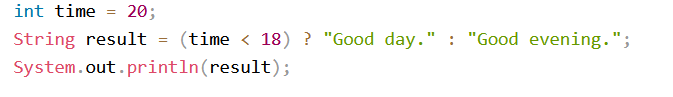 int time = 20;
String result = (time < 18) ? "Good day." : "Good evening.";
System.out.println(result);